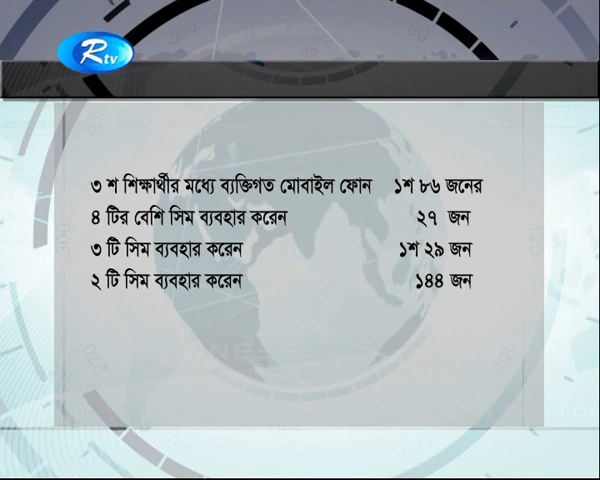 Rtv
৩ শ শিক্ষার্থীর মধ্যে ব্যক্তিগত মোবাইল ফোন ১শ ৮৬ জনের
৪ টির বেশি সিম ব্যবহার করেন ২৭ জন
৩ টি সিম ব্যবহার করেন ১শ ২৯ জন
২ টি সিম ব্যবহার করেন ১৪৪ জন